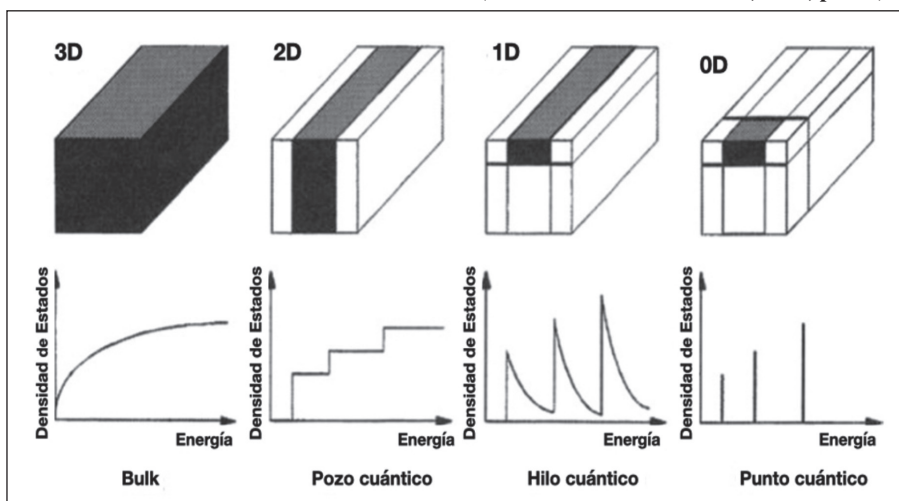 3D
2D
1D
0D
Densidad de Estados
Energía
Densidad de Estados
Energía
Densidad de Estados
Energía
Densidad de Estados
Energía
Bulk
Pozo cuántico
Hilo cuántico
Punto cuántico